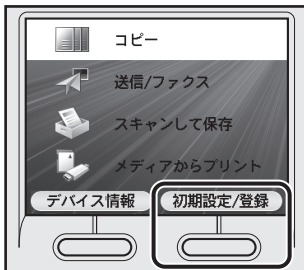 コピー
送信/ファクス
スキャンして保存
メディアからプリント
デバイス情報 初期設定/登録